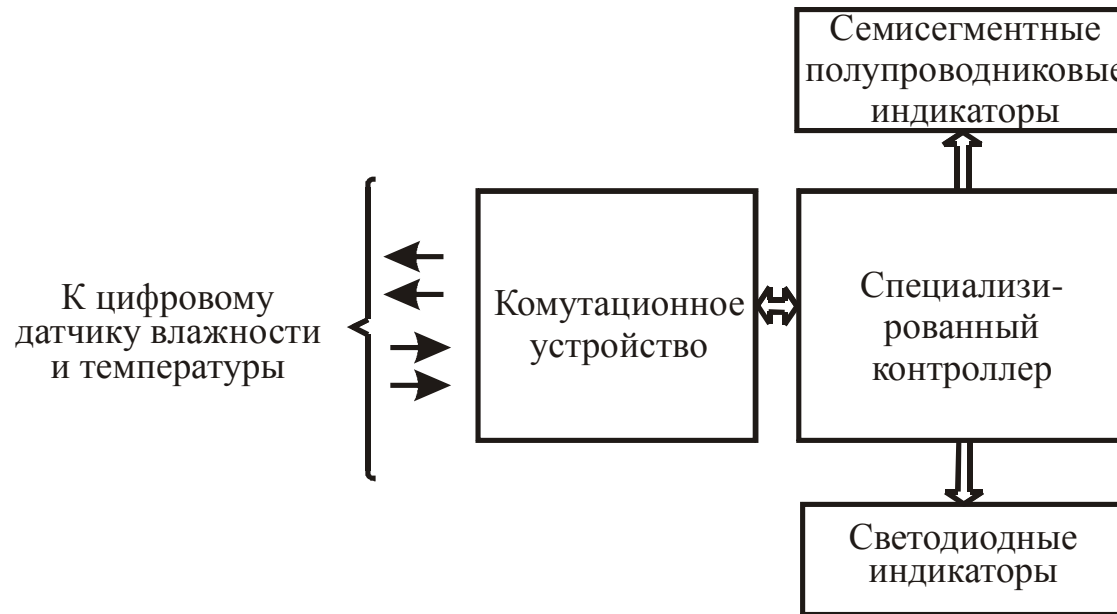 Семисегментные
полупроводниковые
индикаторы
К цифровому
датчику влажности
и температуры
Комутационное
устройство
Специализи-
рованный
контроллер
Светодиодные
индикаторы